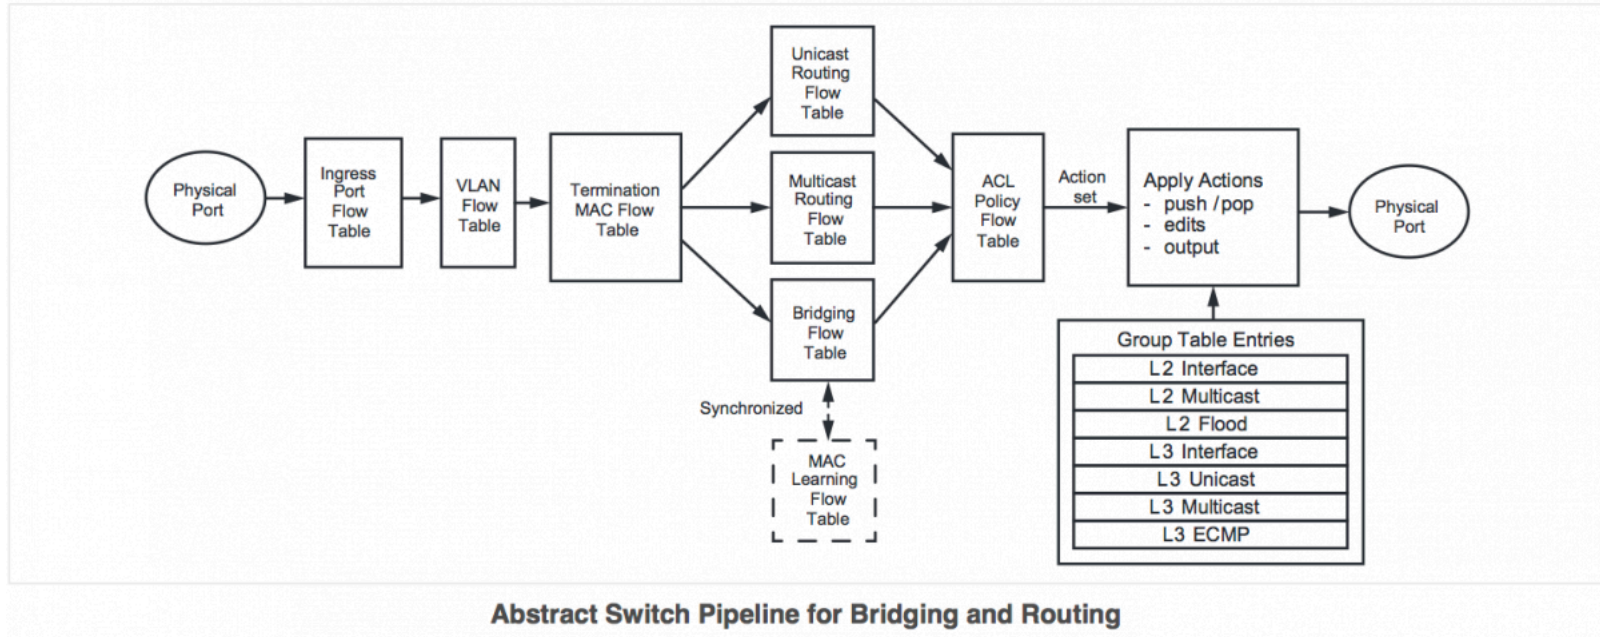 Physical
Port
Ingress
Port
Flow
Table
VLAN
Flow
Table
Termination
MAC Flow
Table
Unicast
Routing
Flow
Table
Multicast
Routing
Flow
Table
Bridging
Flow
Table
Synchronized
MAC
Learning
Flow
Table
ACL
Policy
Flow
Table
Action
set
Apply Actions
- push /pop
- edits
- output
Physical
Port
Group Table Entries
L2 Interface
L2 Multicast
L2 Flood
L3 Interface
L3 Unicast
L3 Multicast
L3 ECMP
Abstract Switch Pipeline for Bridging and Routing